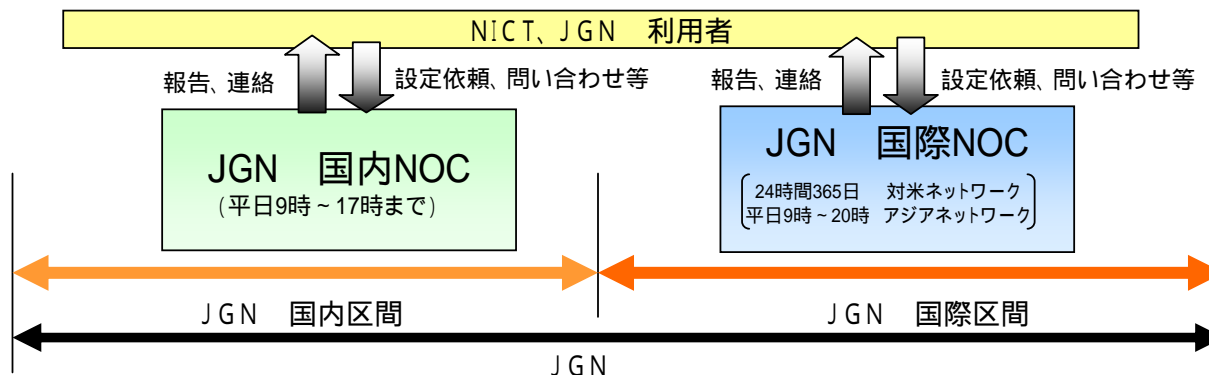 NICT、JGN 利用者
報告、連絡 設定依頼、問い合わせ等
報告、連絡 設定依頼、問い合わせ等
JGN 国内NOC
(平日9時~17時まで)
JGN 国際NOC
24時間365日 対米ネットワーク
平日9時~20時 アジアネットワーク
JGN 国内区間
JGN 国際区間
JGN